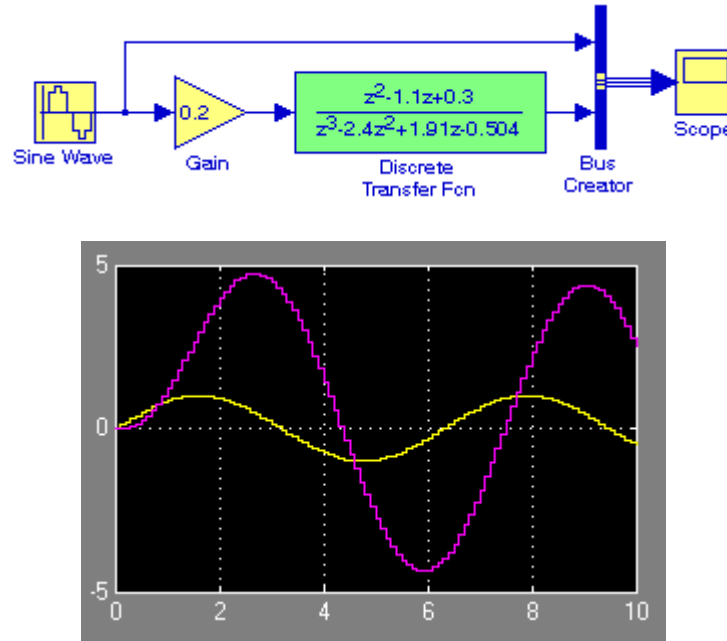 0.2
z²-1.1z+0.3
z³-2.4z²+1.91z-0.504
Sine Wave
Gain
Discrete
Transfer Fcn
Bus
Creator
Scope
5
0
-5
0 2 4 6 8 10